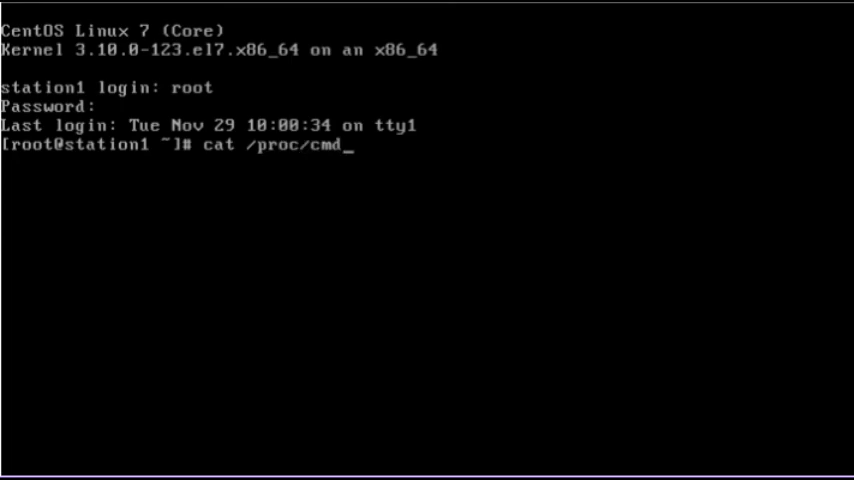 CentOS Linux 7 (Core)
Kernel 3.10.0-123.el7.x86_64 on an x86_64
station1 login: root
Password:
Last login: Tue Nov 29 10:00:34 on tty1
[root@station1 ~]# cat /proc/cmd_